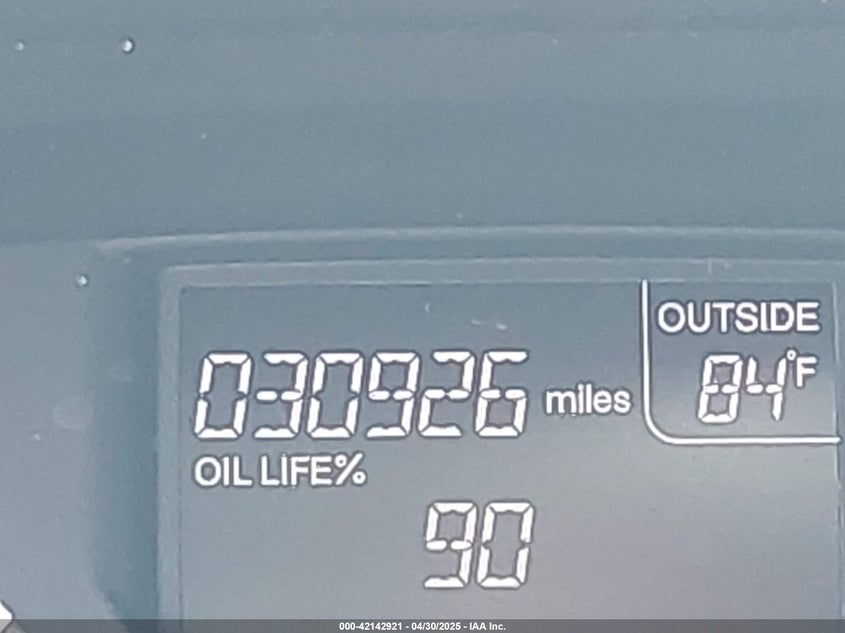 OUTSIDE
030926 miles 84°F
OIL LIFE%
90
000-42142921 - 04/30/2025 - IAA Inc.